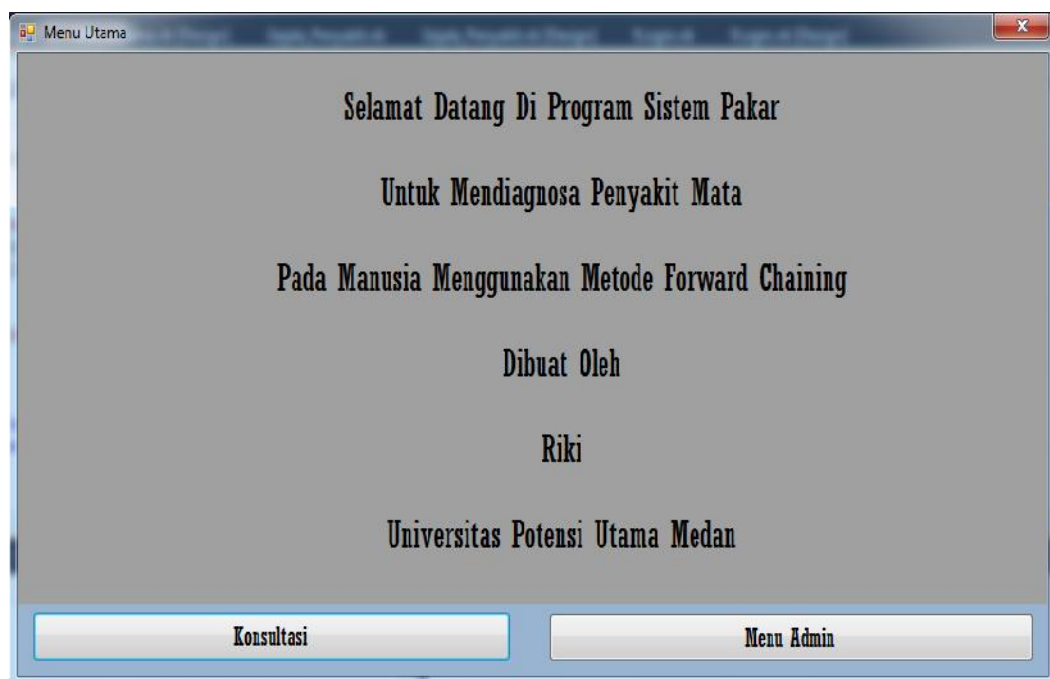 Menu Utama
X
Selamat Datang Di Program Sistem Pakar
Untuk Mendiagnosa Penyakit Mata
Pada Manusia Menggunakan Metode Forward Chaining
Dibuat Oleh
Riki
Universitas Potensi Utama Medan
Konsultasi
Menu Admin